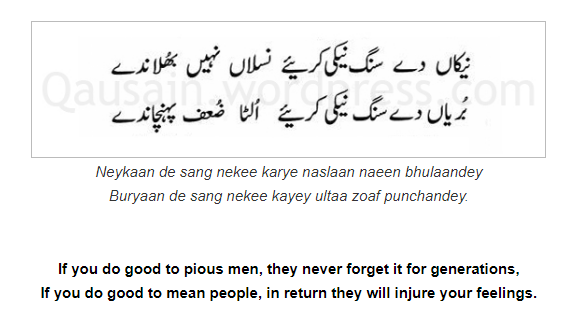 نیکاں دے سنگ نیکی کرئیے نسلاں نہیں بھلاندے
بُریاں دے سنگ نیکی کرئیے اُلٹا ضُعف پہنچاندے
Qausain.wordpress.com
Neykaan de sang nekee karye naslaan naeen bhulaandey
Buryaan de sang nekee kayey ultaa zoaf punchandey.
If you do good to pious men, they never forget it for generations,
If you do good to mean people, in return they will injure your feelings.